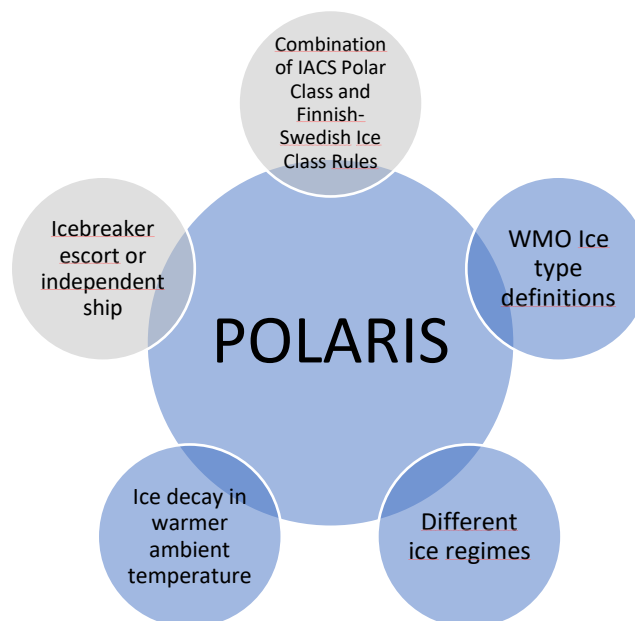 Combination
of IACS Polar
Class and
Finnish-
Swedish Ice
Class Rules
WMO Ice
type
definitions
Icebreaker
escort or
independent
ship
POLARIS
Ice decay in
warmer
ambient
temperature
Different
ice regimes